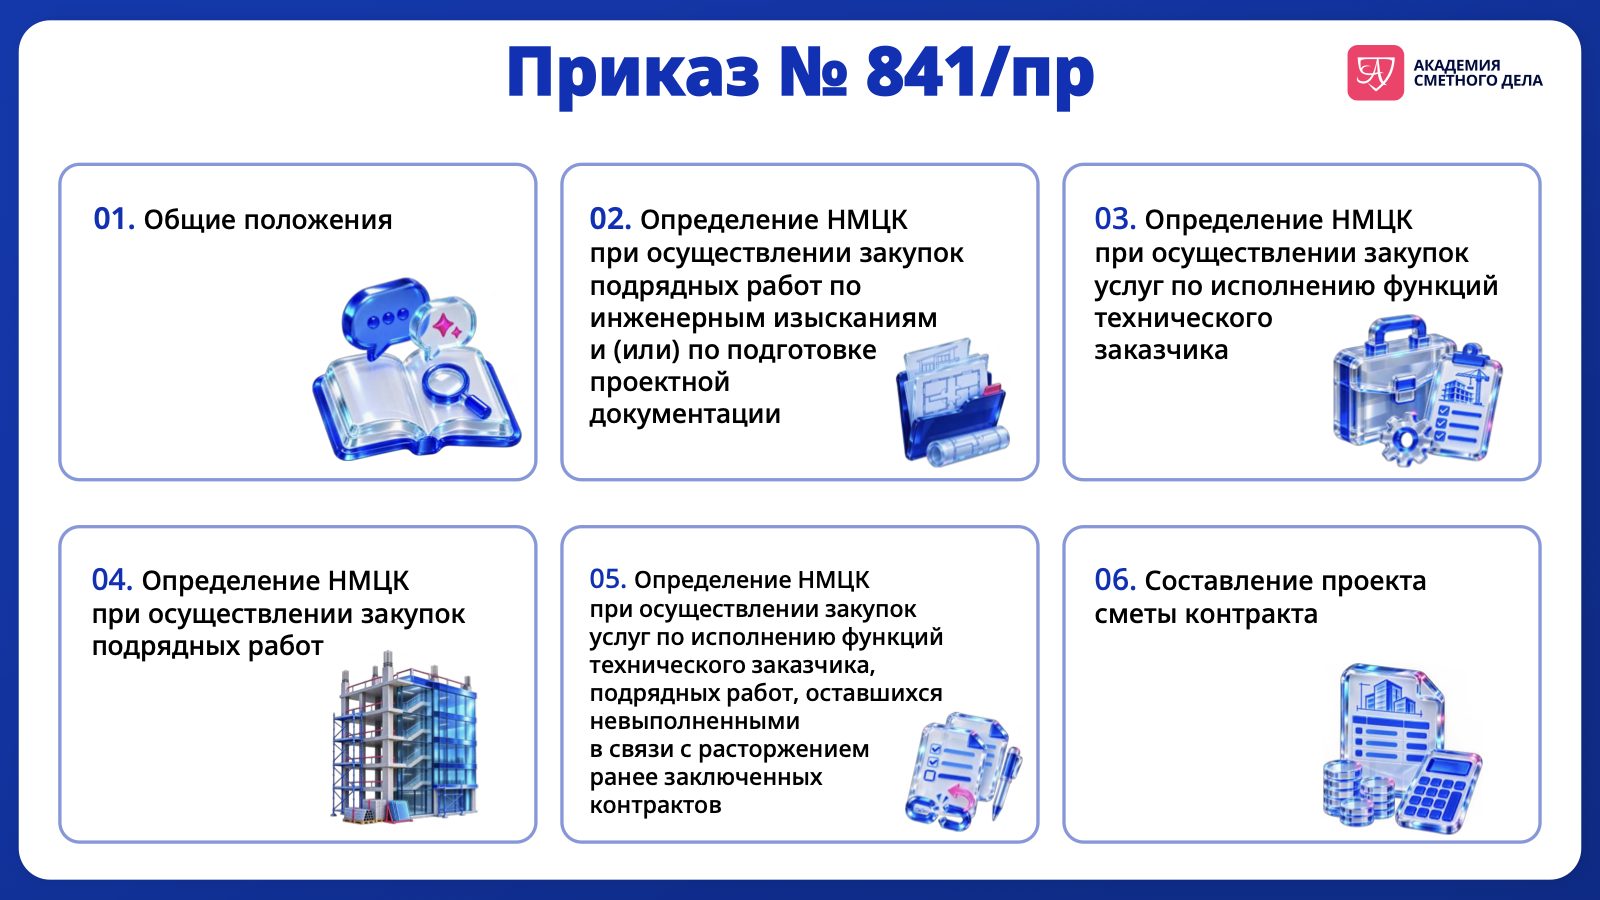 Приказ № 841/пр
АКАДЕМИЯ
СМЕТНОГО ДЕЛА
01. Общие положения
02. Определение НМЦК
при осуществлении закупок
подрядных работ по
инженерным изысканиям
и (или) по подготовке
проектной
документации
03. Определение НМЦК
при осуществлении закупок
услуг по исполнению функций
технического
заказчика
04. Определение НМЦК
при осуществлении закупок
подрядных работ
05. Определение НМЦК
при осуществлении закупок
услуг по исполнению функций
технического заказчика,
подрядных работ, оставшихся
невыполненными
в связи с расторжением
ранее заключенных
контрактов
06. Составление проекта
сметы контракта